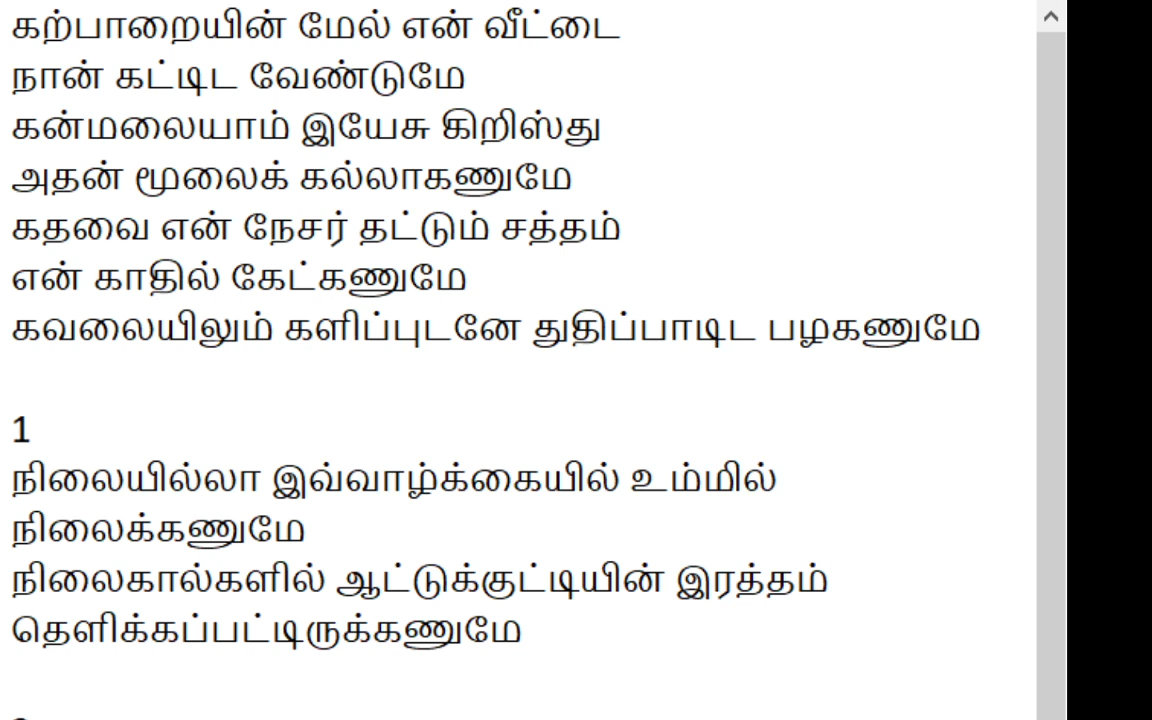 கற்பாறையின் மேல் என் வீட்டை
நான் கட்டிட வேண்டுமே
கன்மலையாம் இயேசு கிறிஸ்து
அதன் மூலைக் கல்லாகணுமே
கதவை என் நேசர் தட்டும் சத்தம்
என் காதில் கேட்கணுமே
கவலையிலும் களிப்புடனே துதிப்பாடிட பழகணுமே
1
நிலையில்லா இவ்வாழ்க்கையில் உம்மில்
நிலைக்கணுமே
நிலைகால்களில் ஆட்டுக்குட்டியின் இரத்தம்
தெளிக்கப்பட்டிருக்கணுமே